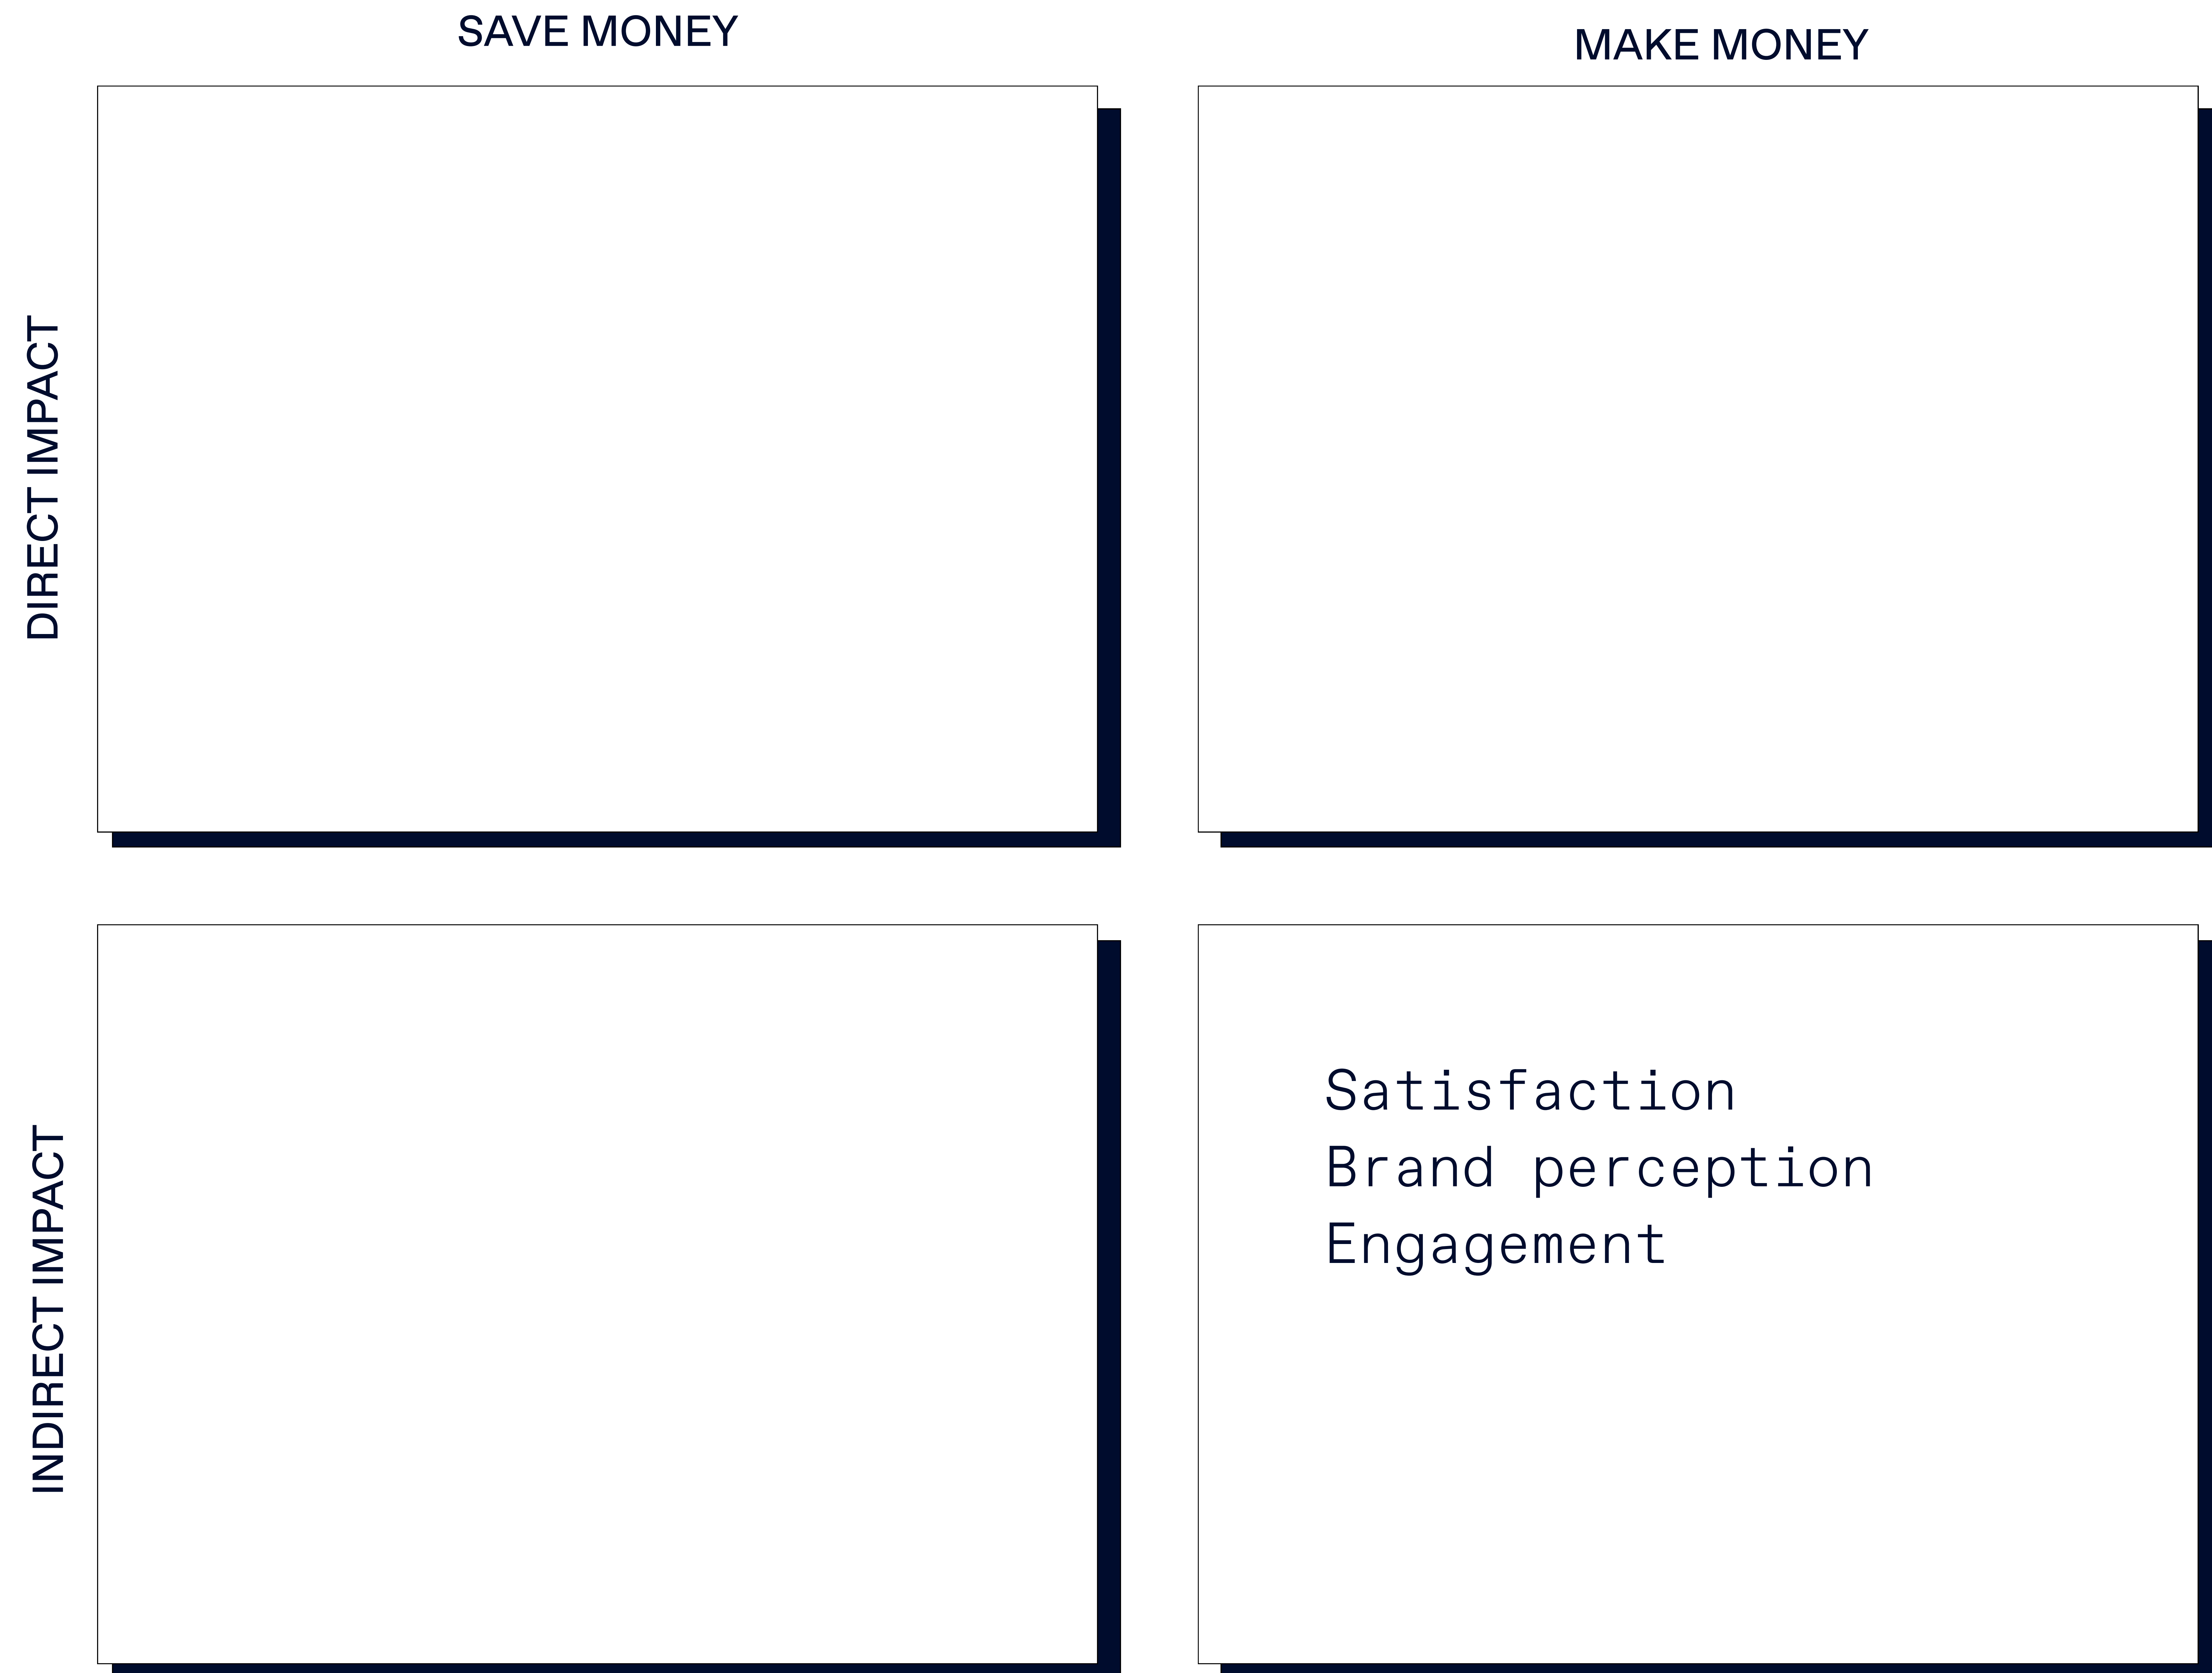 SAVE MONEY
MAKE MONEY
DIRECT IMPACT
INDIRECT IMPACT
Satisfaction
Brand perception
Engagement